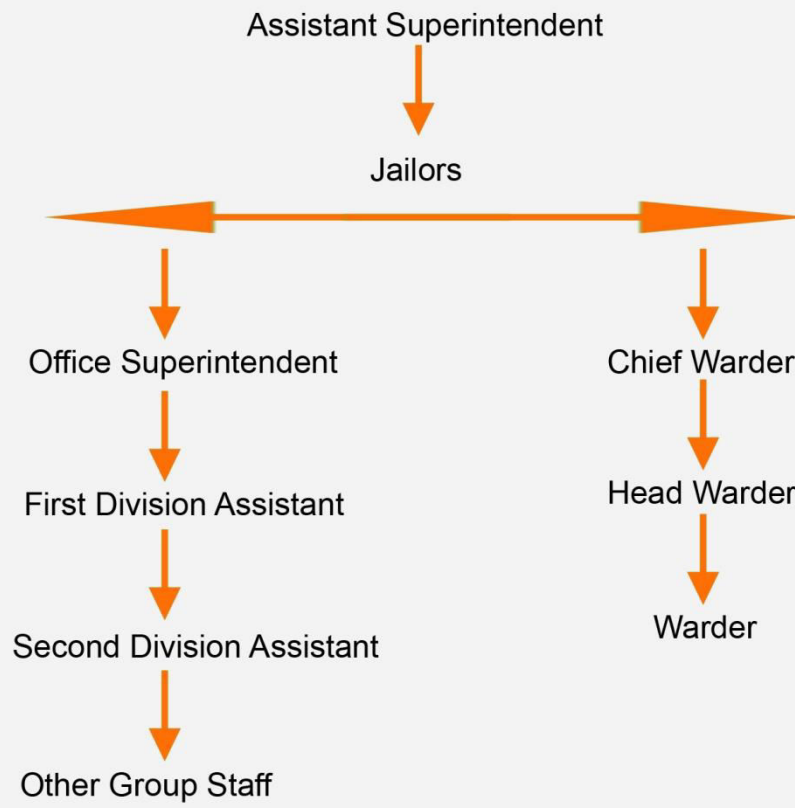 Assistant Superintendent
Jailors
Office Superintendent
Chief Warder
First Division Assistant
Head Warder
Second Division Assistant
Warder
Other Group Staff